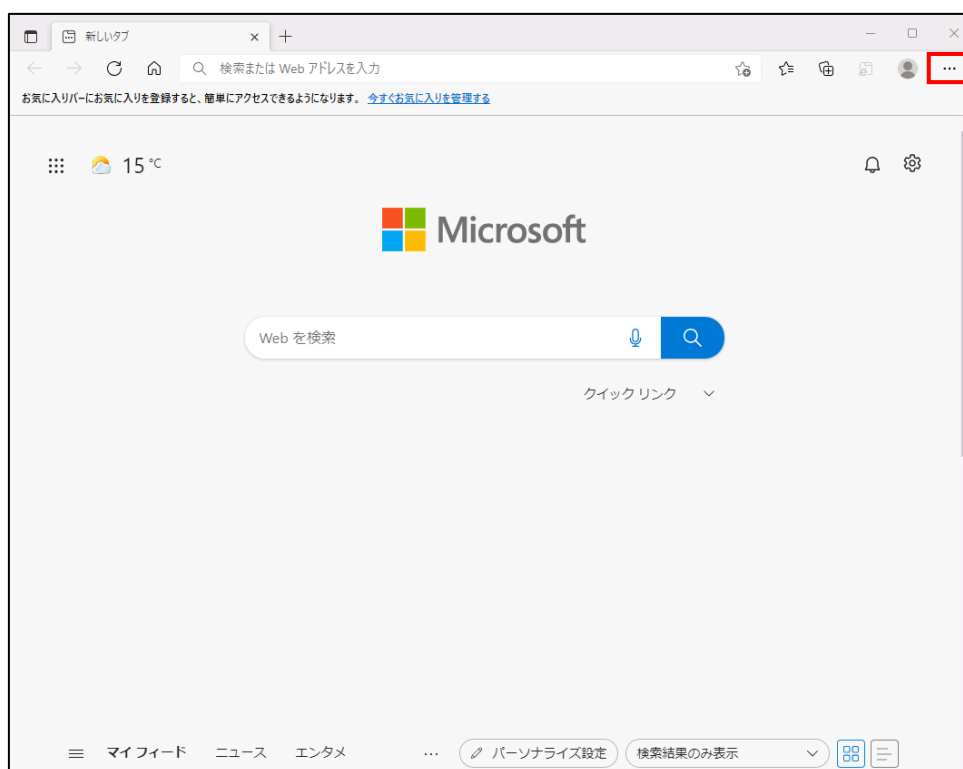 新しいタブ
検索または Web アドレスを入力
お気に入りバーにお気に入りを登録すると、簡単にアクセスできるようになります。 今すぐお気に入りを管理する
15 °C
Microsoft
Web を検索
クイック リンク
マイ フィード ニュース エンタメ ... パーソナライズ設定 検索結果のみ表示